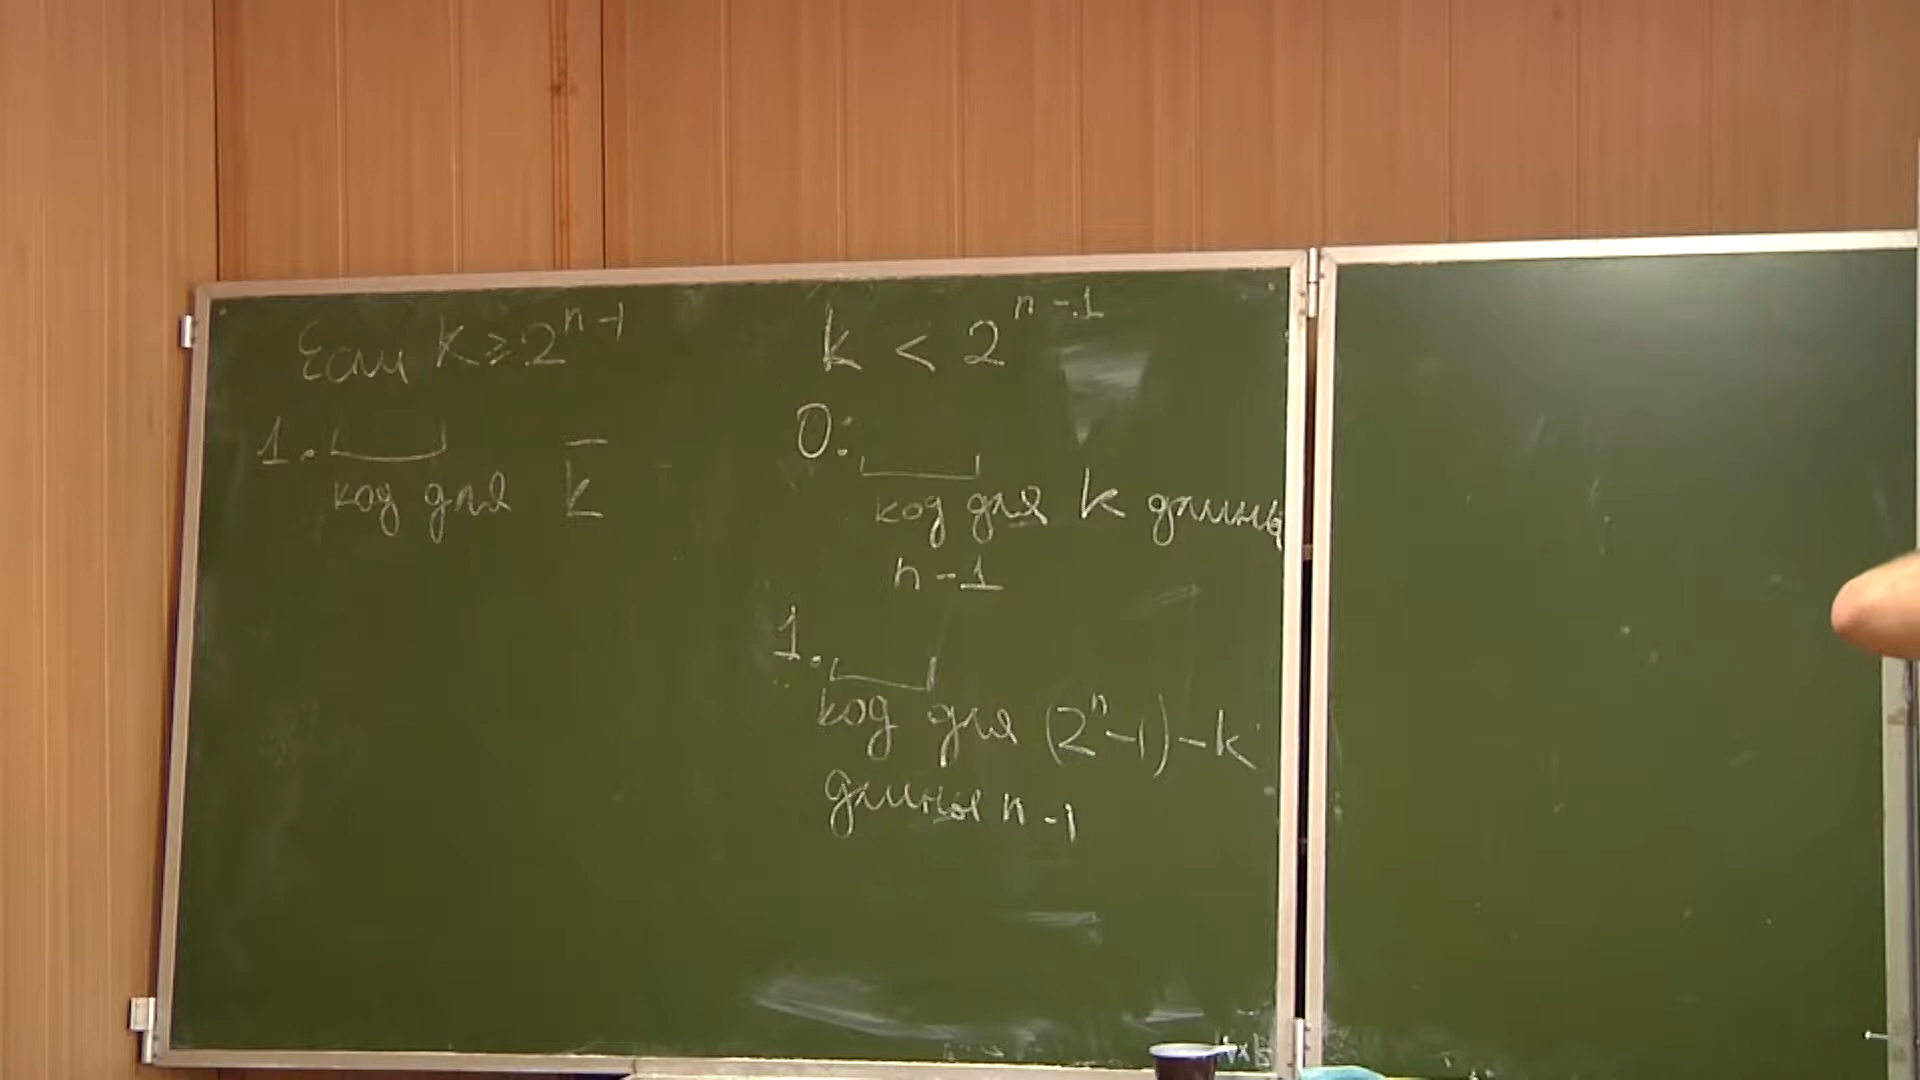 Если k ≥ 2^{n-1}
1. код для k̅
k < 2^{n-1}
0:
код для k длины
n-1
1.
код для (2^n-1)-k
длины n-1